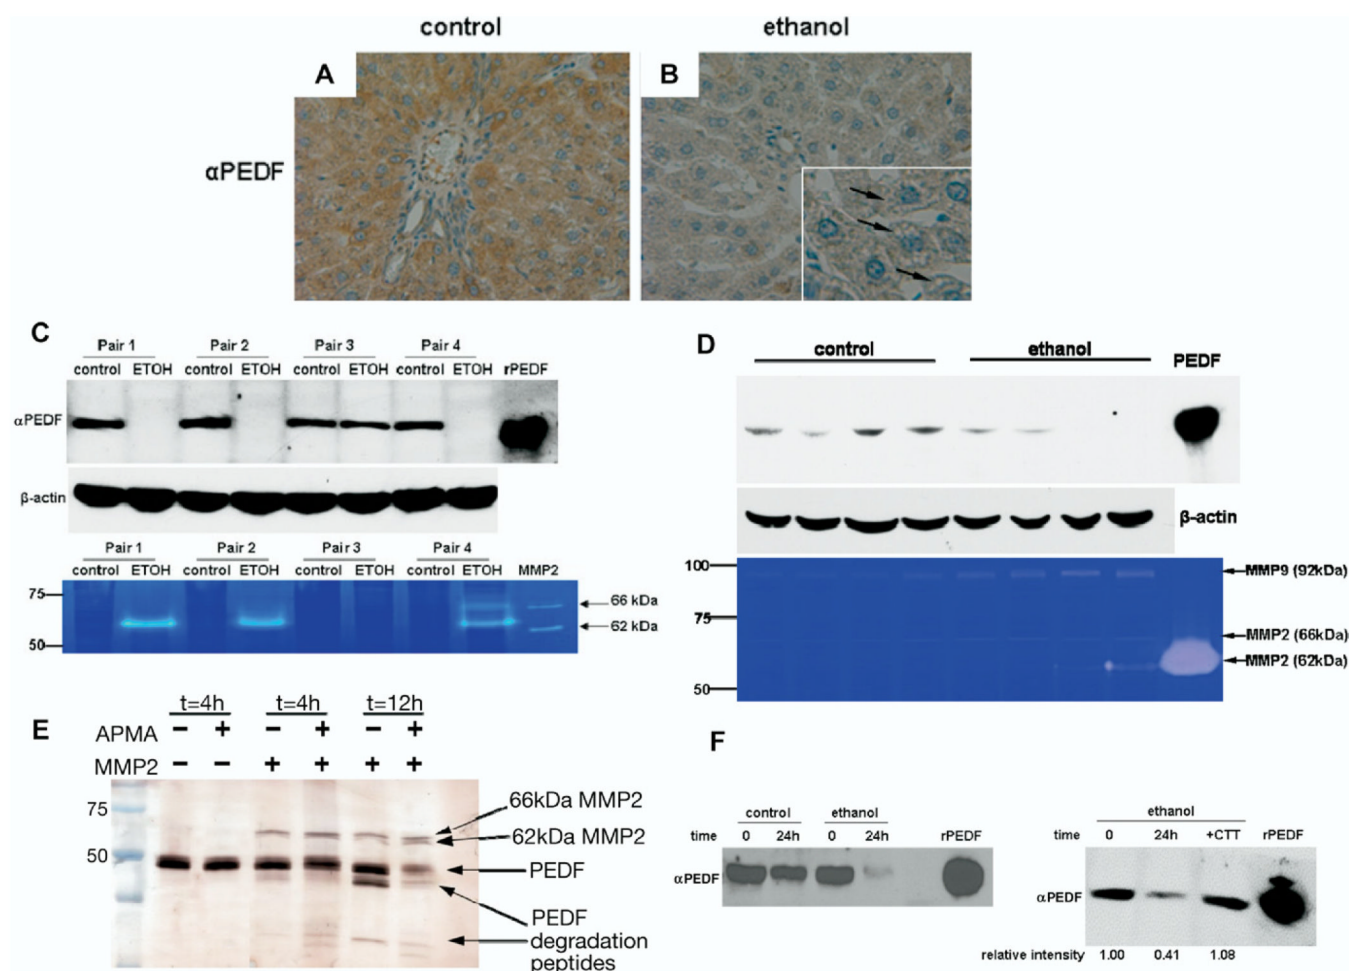 control
ethanol
A
B
αPEDF
C
Pair 1 Pair 2 Pair 3 Pair 4
control ETOH control ETOH control ETOH control ETOH rPEDF
αPEDF
β-actin
Pair 1 Pair 2 Pair 3 Pair 4
control ETOH control ETOH control ETOH control ETOH MMP2
75
66 kDa
62 kDa
50
D
control ethanol PEDF
β-actin
100
MMP9 (92kDa)
75
MMP2 (66kDa)
MMP2 (62kDa)
50
E
t=4h t=4h t=12h
APMA − + − + − +
MMP2 − − + + + +
75
50
66kDa MMP2
62kDa MMP2
PEDF
PEDF
degradation
peptides
F
control ethanol
time 0 24h 0 24h rPEDF
αPEDF
ethanol
time 0 24h +CTT rPEDF
αPEDF
relative intensity 1.00 0.41 1.08